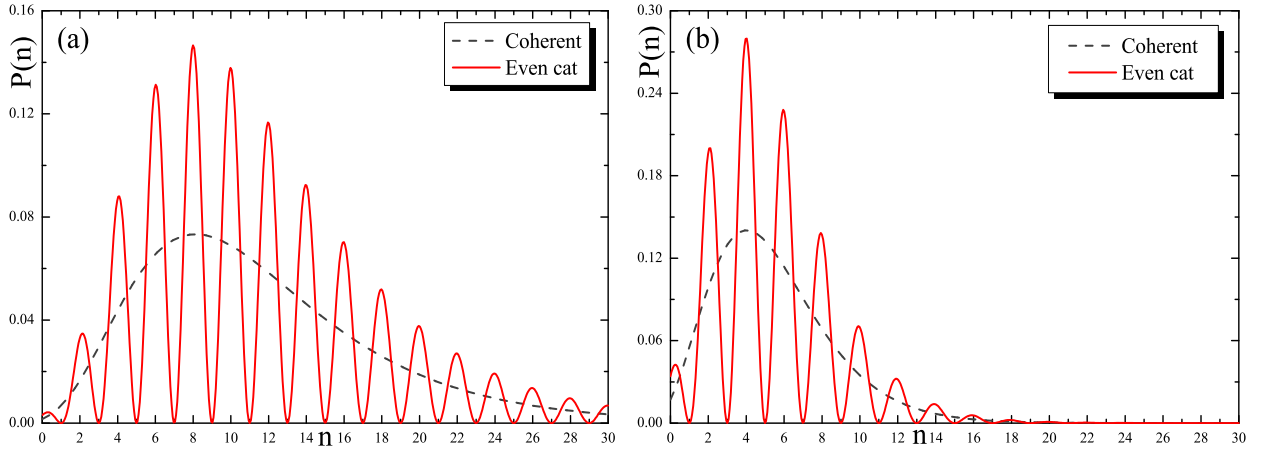 (a)
P(n)
Coherent
Even cat
0.16
0.12
0.08
0.04
0.00
0 2 4 6 8 10 12 14 16 18 20 22 24 26 28 30
n
(b)
P(n)
Coherent
Even cat
0.30
0.24
0.18
0.12
0.06
0.00
0 2 4 6 8 10 12 14 16 18 20 22 24 26 28 30
n